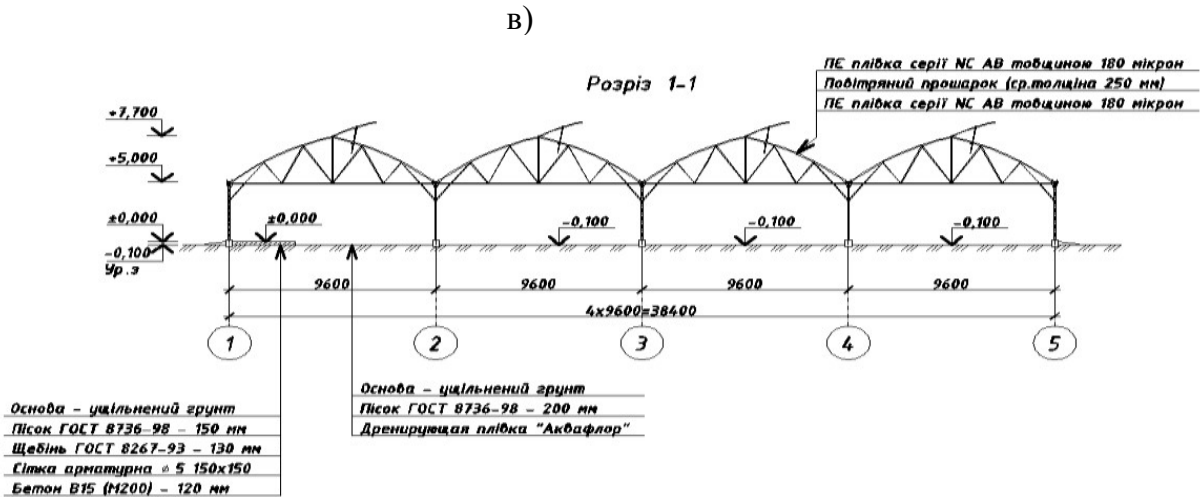 в)
Розріз 1-1
ПЕ плівка серії NC AB товщиною 180 мікрон
Повітряний прошарок (ср.толщіна 250 мм)
ПЕ плівка серії NC AB товщиною 180 мікрон
+7,700
+5,000
±0,000
-0,100
Ур.з
±0,000
-0,100
-0,100
-0,100
9600
9600
9600
9600
4x9600=38400
1
2
3
4
5
Основа - ущільнений грунт
Пісок ГОСТ 8736-98 - 150 мм
Щебінь ГОСТ 8267-93 - 130 мм
Сітка арматурна ⌀ 5 150x150
Бетон В15 (М200) - 120 мм
Основа - ущільнений грунт
Пісок ГОСТ 8736-98 - 200 мм
Дренирующая плівка "Аквафлор"